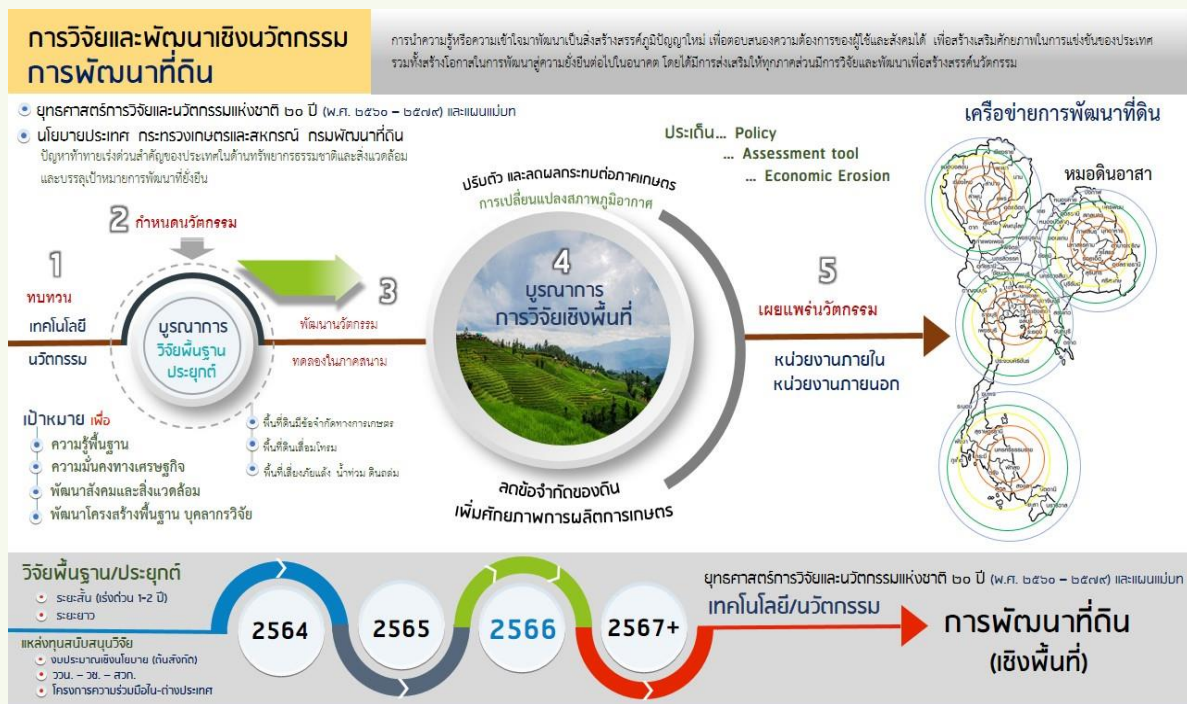 การวิจัยและพัฒนาเชิงนวัตกรรม
การพัฒนาที่ดิน
การนำความรู้หรือความเข้าใจมาพัฒนาเป็นสิ่งสร้างสรรค์ภูมิปัญญาใหม่ เพื่อตอบสนองความต้องการของผู้ใช้และสังคมได้ เพื่อสร้างเสริมศักยภาพในการแข่งขันของประเทศ
รวมทั้งสร้างโอกาสในการพัฒนาสู่ความยั่งยืนต่อไปในอนาคต โดยได้มีการส่งเสริมให้ทุกภาคส่วนมีการวิจัยและพัฒนาเพื่อสร้างสรรค์นวัตกรรม
ยุทธศาสตร์การวิจัยและนวัตกรรมแห่งชาติ ๒๐ ปี (พ.ศ. ๒๕๖๐ – ๒๕๗๙) และแผนแม่บท
นโยบายประเทศ กระทรวงเกษตรและสหกรณ์ กรมพัฒนาที่ดิน
ปัญหาท้าทายเร่งด่วนสำคัญของประเทศในด้านทรัพยากรธรรมชาติและสิ่งแวดล้อม
และบรรลุเป้าหมายการพัฒนาที่ยั่งยืน
ประเด็น... Policy
... Assessment tool
... Economic Erosion
เครือข่ายการพัฒนาที่ดิน
หมอดินอาสา
1
ทบทวน
เทคโนโลยี
นวัตกรรม
2 กำหนดนวัตกรรม
บูรณาการ
วิจัยพื้นฐาน
ประยุกต์
3
พัฒนานวัตกรรม
ทดลองในภาคสนาม
ปรับตัว และลดผลกระทบต่อภาคเกษตร
การเปลี่ยนแปลงสภาพภูมิอากาศ
4
บูรณาการ
การวิจัยเชิงพื้นที่
ลดข้อจำกัดของดิน
เพิ่มศักยภาพการผลิตการเกษตร
5
เผยแพร่นวัตกรรม
หน่วยงานภายใน
หน่วยงานภายนอก
เป้าหมาย เพื่อ
ความรู้พื้นฐาน
ความมั่นคงทางเศรษฐกิจ
พัฒนาสังคมและสิ่งแวดล้อม
พัฒนาโครงสร้างพื้นฐาน บุคลากรวิจัย
พื้นที่ดินมีข้อจำกัดทางการเกษตร
พื้นที่ดินเสื่อมโทรม
พื้นที่เสี่ยงภัยแล้ง น้ำท่วม ดินถล่ม
วิจัยพื้นฐาน/ประยุกต์
ระยะสั้น (เร่งด่วน 1-2 ปี)
ระยะยาว
แหล่งทุนสนับสนุนวิจัย
งบประมาณเชิงนโยบาย (ต้นสังกัด)
ววน. – วช. – สวก.
โครงการความร่วมมือใน-ต่างประเทศ
2564
2565
2566
2567+
ยุทธศาสตร์การวิจัยและนวัตกรรมแห่งชาติ ๒๐ ปี (พ.ศ. ๒๕๖๐ – ๒๕๗๙) และแผนแม่บท
เทคโนโลยี/นวัตกรรม
การพัฒนาที่ดิน
(เชิงพื้นที่)